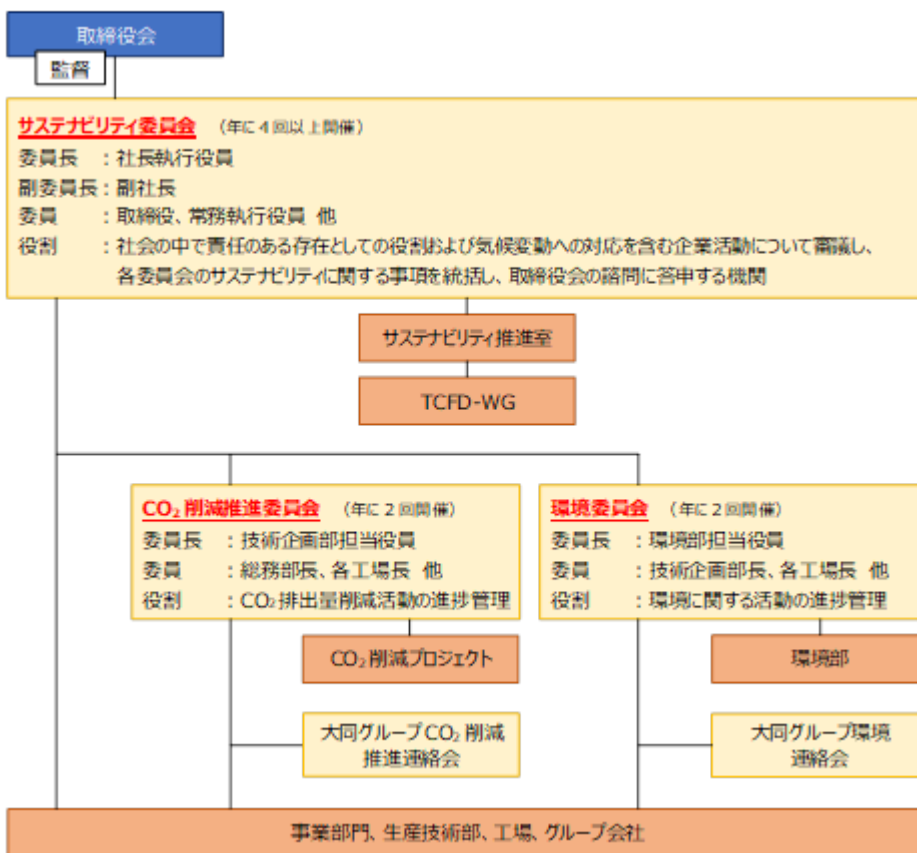 取締役会
監督
サステナビリティ委員会 （年に４回以上開催）
委員長 ：社長執行役員
副委員長：副社長
委員 ：取締役、常務執行役員 他
役割 ：社会の中で責任のある存在としての役割および気候変動への対応を含む企業活動について審議し、
各委員会のサステナビリティに関する事項を統括し、取締役会の諮問に答申する機関
サステナビリティ推進室
TCFD-WG
CO₂削減推進委員会 （年に２回開催）
委員長 ：技術企画部担当役員
委員 ：総務部長、各工場長 他
役割 ：CO₂排出量削減活動の進捗管理
環境委員会 （年に２回開催）
委員長 ：環境部担当役員
委員 ：技術企画部長、各工場長 他
役割 ：環境に関する活動の進捗管理
CO₂削減プロジェクト
環境部
大同グループCO₂削減
推進連絡会
大同グループ環境
連絡会
事業部門、生産技術部、工場、グループ会社